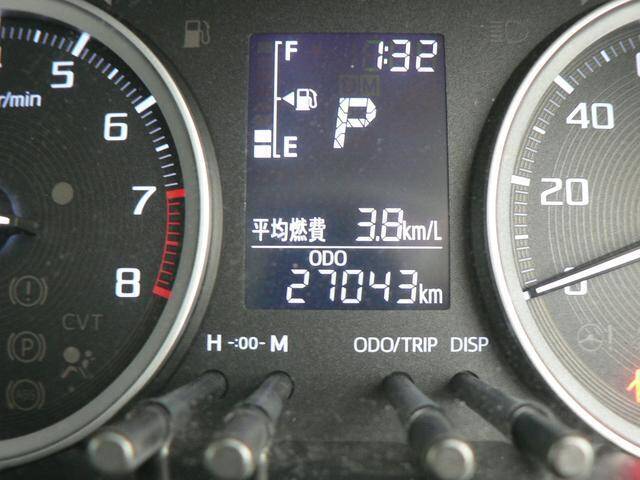 5
r/min
6
7
8
CVT
F
E
1:32
P
平均燃費 3.8km/L
ODO
27043km
H -:00- M
ODO/TRIP DISP
40
20
0